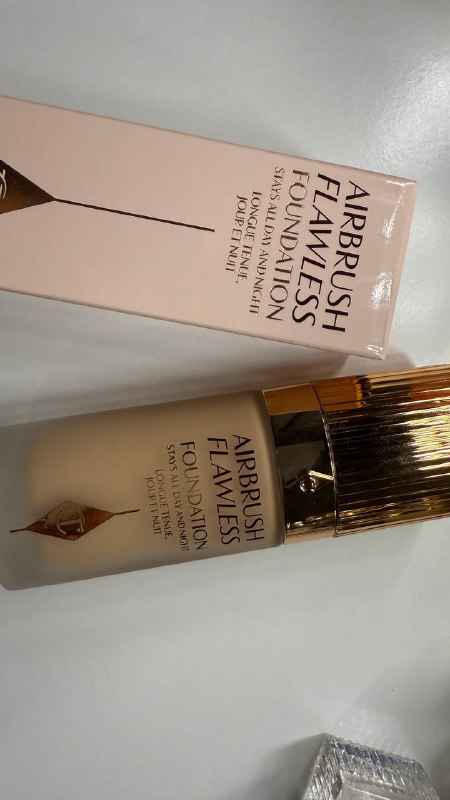 AIRBRUSH
FLAWLESS
FOUNDATION
STAYS ALL DAY AND NIGHT
LONGUE TENUE,
JOUR ET NUIT
AIRBRUSH
FLAWLESS
FOUNDATION
STAYS ALL DAY AND NIGHT
LONGUE TENUE,
JOUR ET NUIT